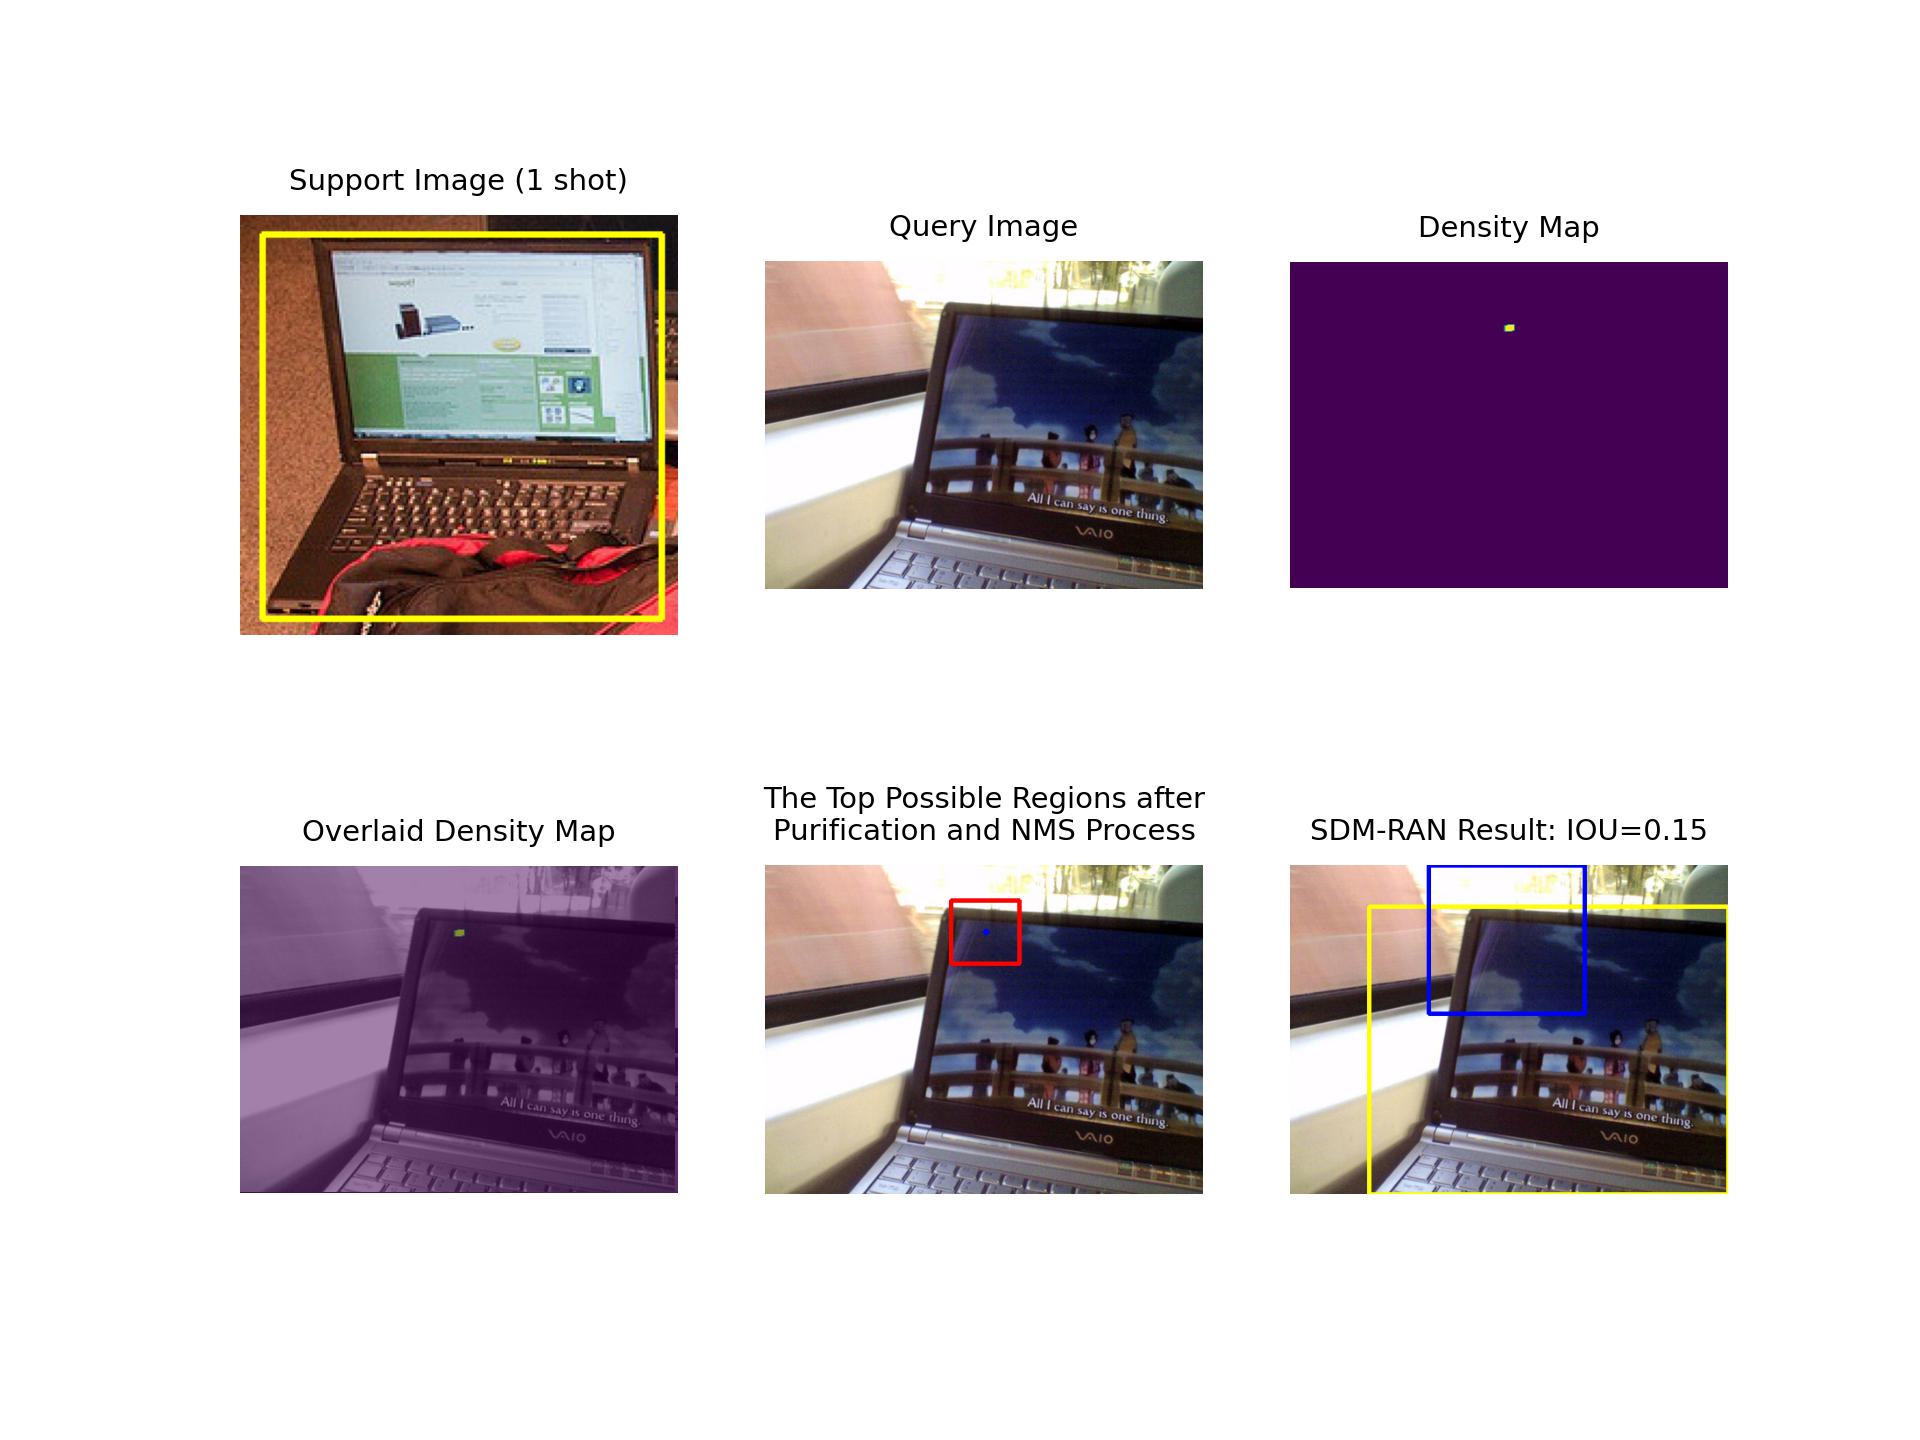 Support Image (1 shot)
woot!
Query Image
All I can say is one thing.
VAIO
Density Map
Overlaid Density Map
All I can say is one thing.
VAIO
The Top Possible Regions after
Purification and NMS Process
All I can say is one thing.
VAIO
SDM-RAN Result: IOU=0.15
All I can say is one thing.
VAIO